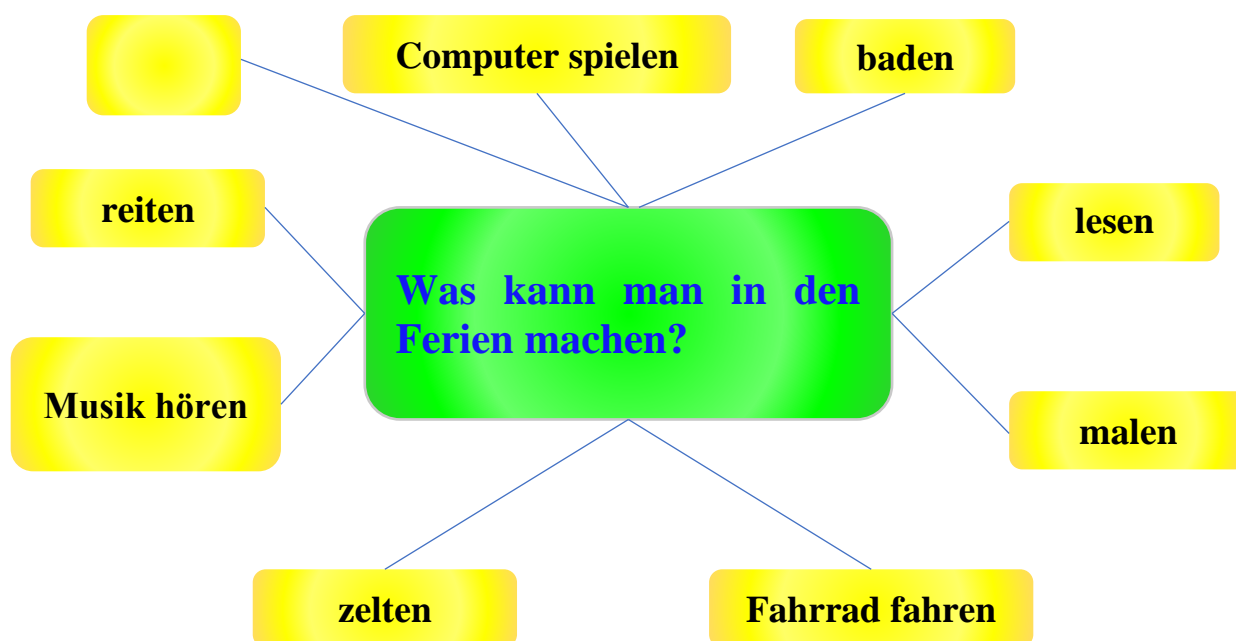 Computer spielen
baden
reiten
lesen
Was kann man in den
Ferien machen?
Musik hören
malen
zelten
Fahrrad fahren